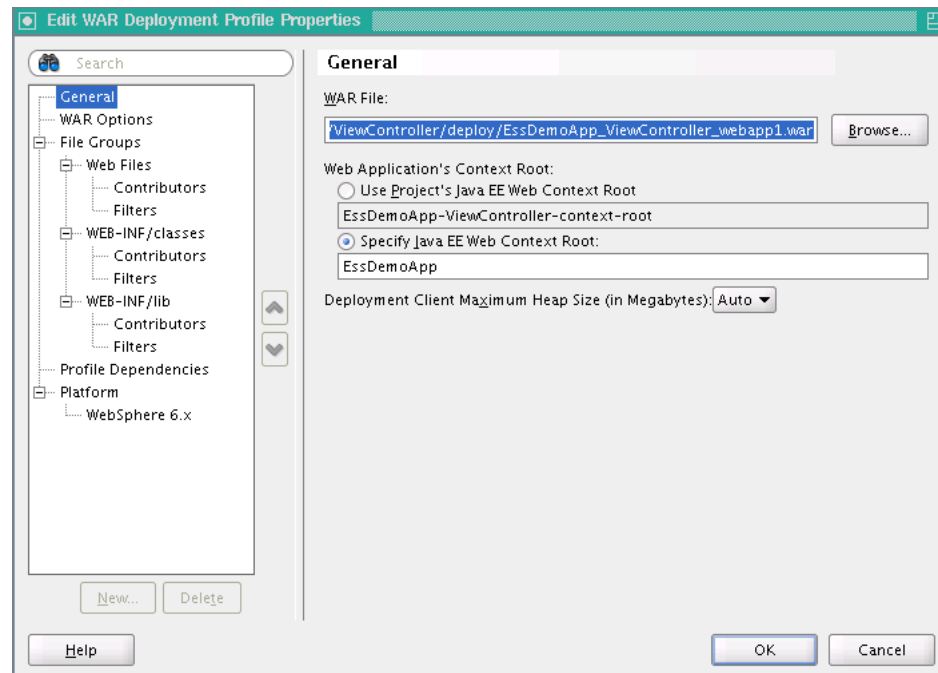 Edit WAR Deployment Profile Properties
Search
General
WAR Options
File Groups
Web Files
Contributors
Filters
WEB-INF/classes
Contributors
Filters
WEB-INF/lib
Contributors
Filters
Profile Dependencies
Platform
WebSphere 6.x
New...
Delete
General
WAR File:
/ViewController/deploy/EssDemoApp_ViewController_webapp1.war
Browse...
Web Application's Context Root:
Use Project's Java EE Web Context Root
EssDemoApp-ViewController-context-root
Specify Java EE Web Context Root:
EssDemoApp
Deployment Client Maximum Heap Size (in Megabytes): Auto
Help
OK
Cancel